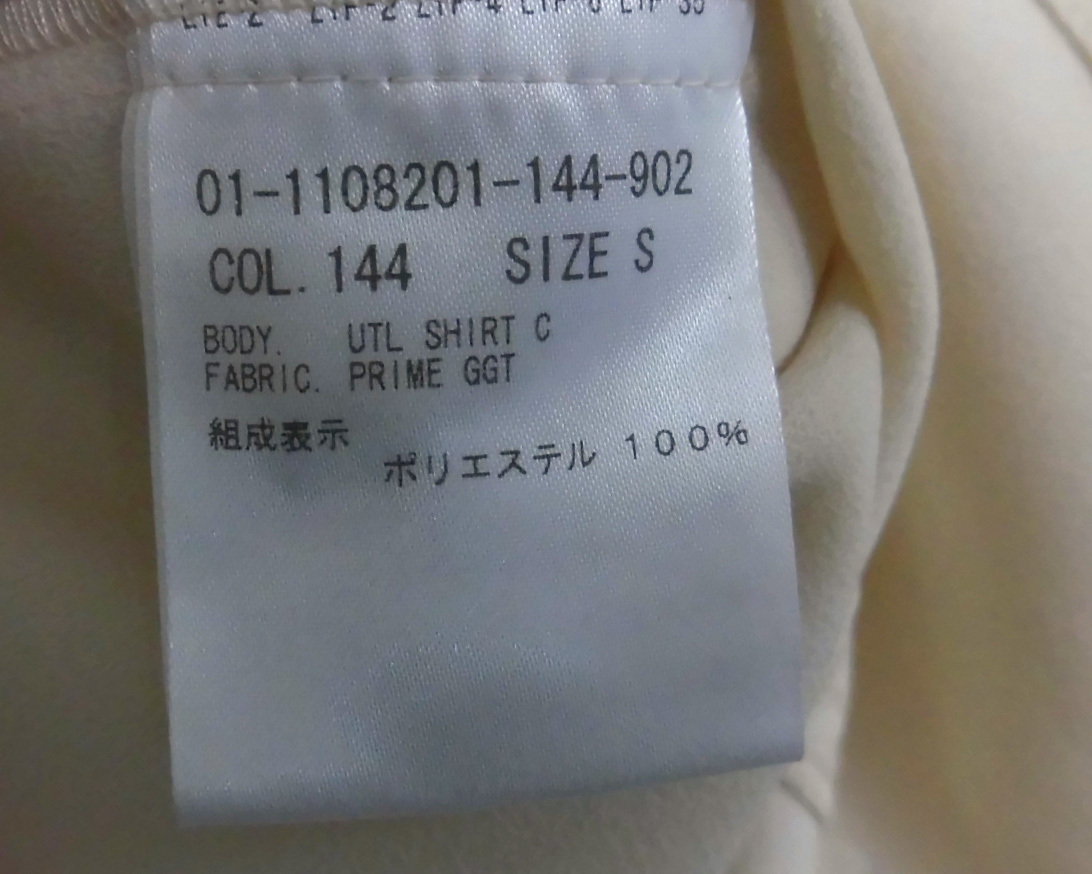 01-1108201-144-902
COL. 144 SIZE S
BODY. UTL SHIRT C
FABRIC. PRIME GGT
組成表示
ポリエステル 100%